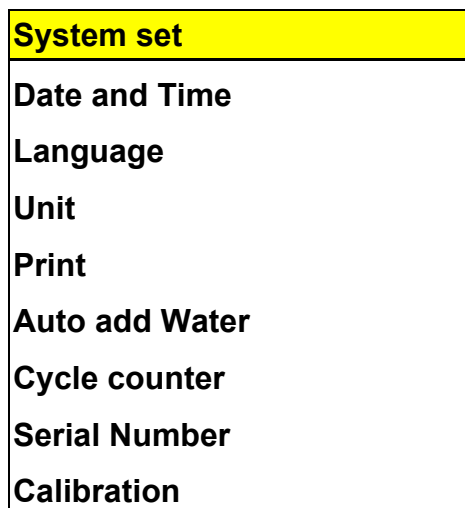 System set
Date and Time
Language
Unit
Print
Auto add Water
Cycle counter
Serial Number
Calibration